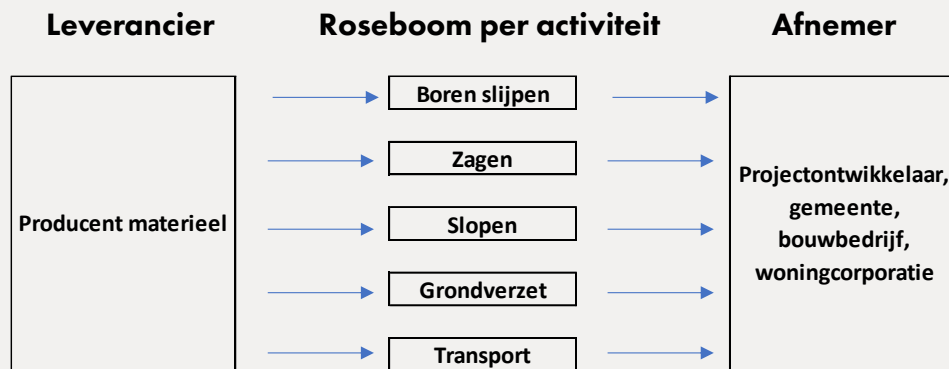 Leverancier
Roseboom per activiteit
Afnemer
Producent materieel
Boren slijpen
Zagen
Slopen
Grondverzet
Transport
Projectontwikkelaar,
gemeente,
bouwbedrijf,
woningcorporatie